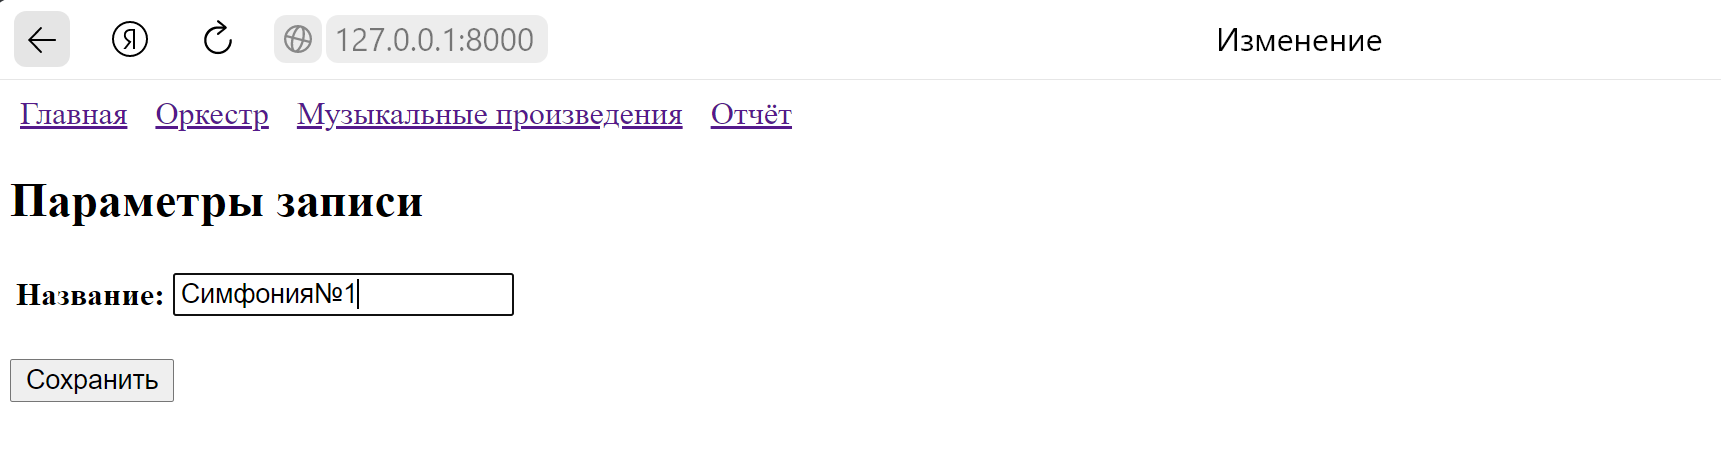 Я 127.0.0.1:8000 Изменение
Главная Оркестр Музыкальные произведения Отчёт
Параметры записи
Название: Симфония№1
Сохранить